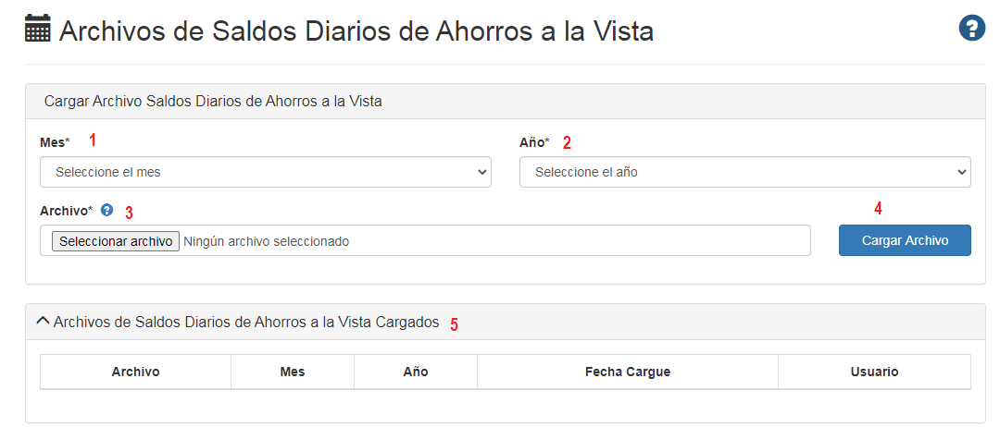 Archivos de Saldos Diarios de Ahorros a la Vista ?
Cargar Archivo Saldos Diarios de Ahorros a la Vista
Mes* 1 Año* 2
Seleccione el mes Seleccione el año
Archivo* ? 3 4
Seleccionar archivo Ningún archivo seleccionado Cargar Archivo
Archivos de Saldos Diarios de Ahorros a la Vista Cargados 5
Archivo Mes Año Fecha Cargue Usuario